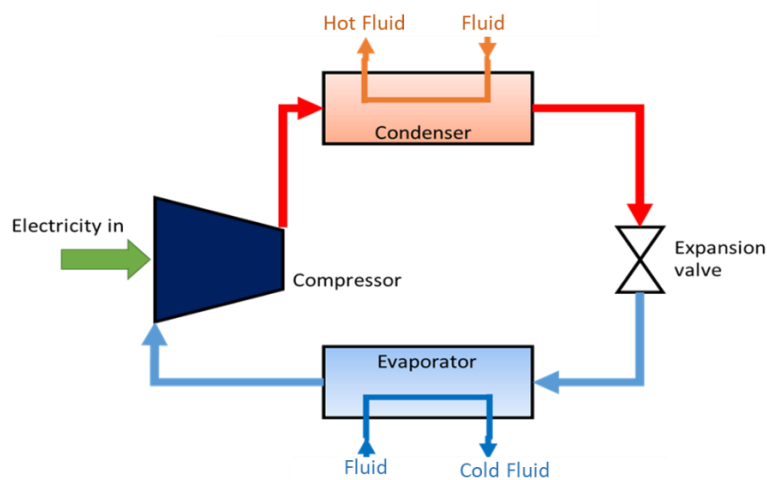 Hot Fluid
Fluid
Condenser
Electricity in
Compressor
Expansion
valve
Evaporator
Fluid
Cold Fluid